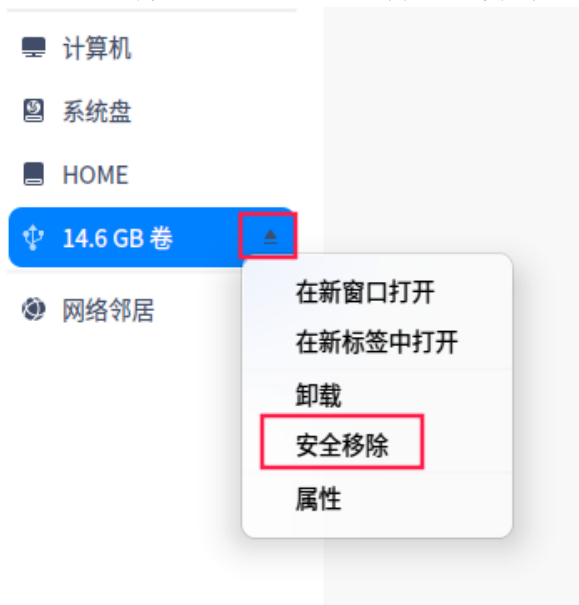 计算机
系统盘
HOME
14.6 GB 卷
网络邻居
在新窗口打开
在新标签中打开
卸载
安全移除
属性